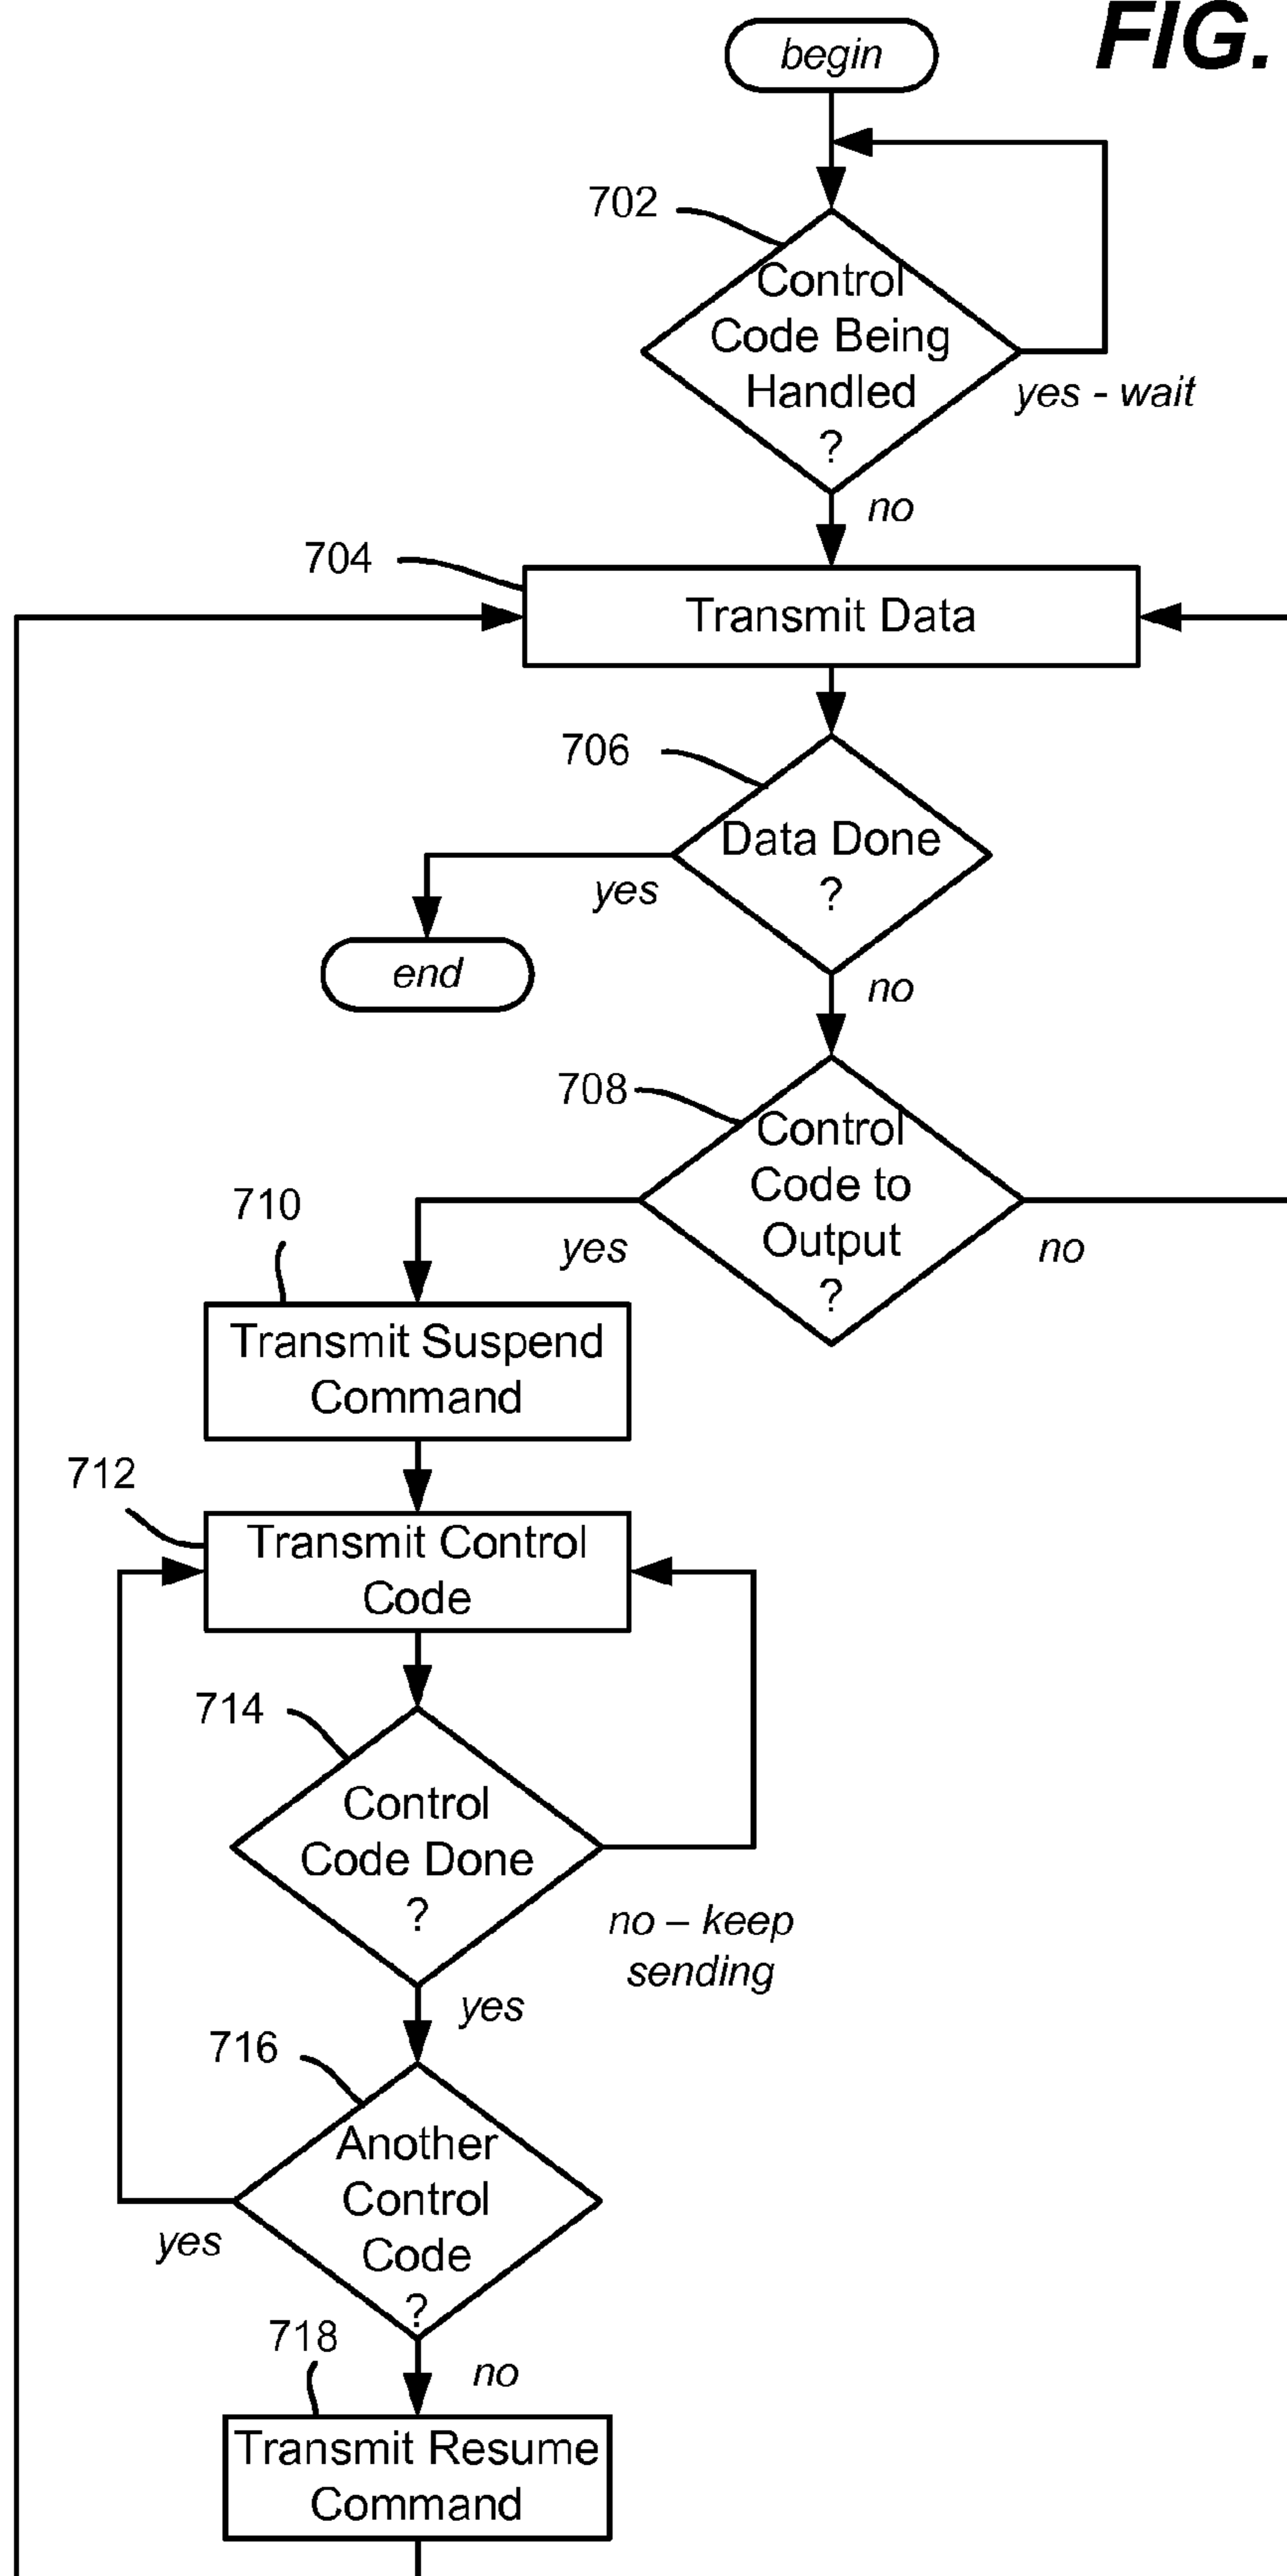 FIG.
begin
702
Control
Code Being
Handled
?
yes - wait
no
704
Transmit Data
706
Data Done
?
yes
end
no
708
Control
Code to
Output
?
yes
no
710
Transmit Suspend
Command
712
Transmit Control
Code
714
Control
Code Done
?
no – keep
sending
yes
716
Another
Control
Code
?
yes
no
718
Transmit Resume
Command